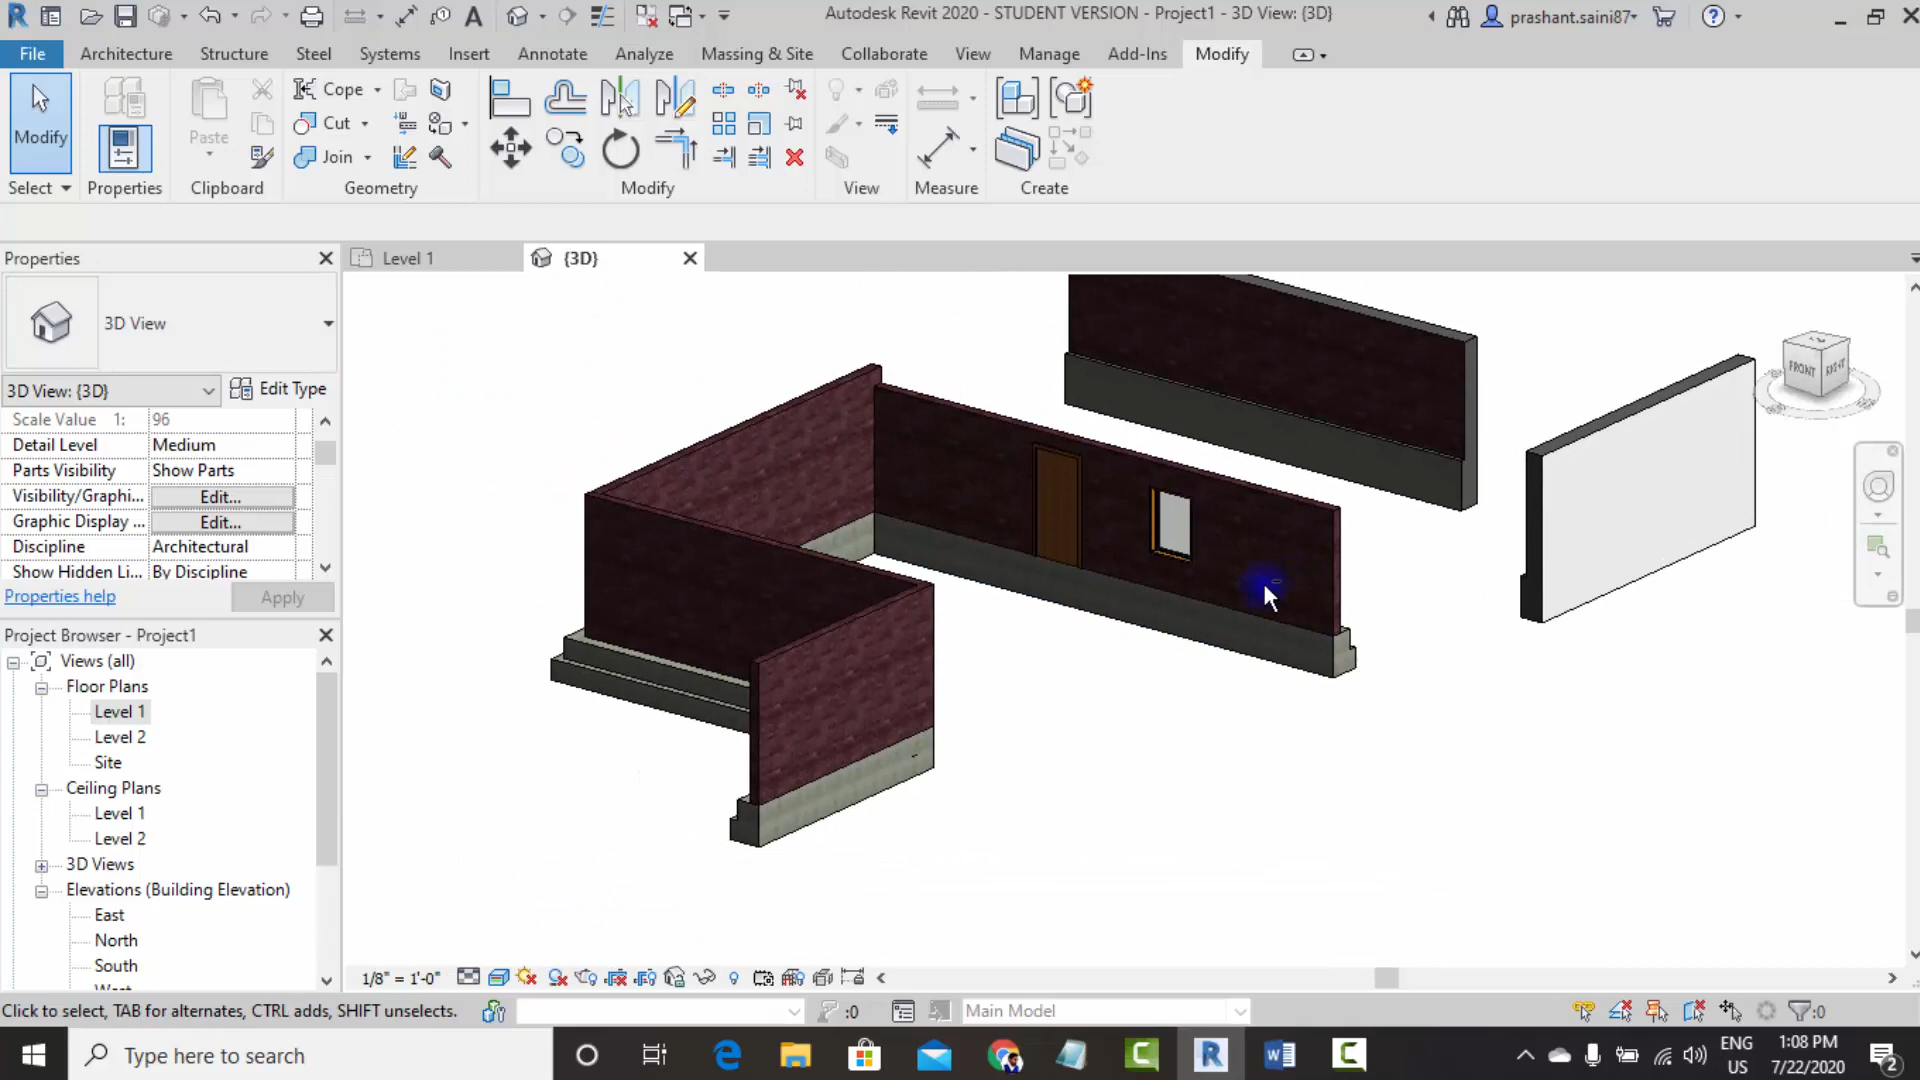 Autodesk Revit 2020 - STUDENT VERSION - Project1 - 3D View: {3D}
prashant.saini87
File Architecture Structure Steel Systems Insert Annotate Analyze Massing & Site Collaborate View Manage Add-Ins Modify
Modify
Paste
Cope
Cut
Join
Select Properties Clipboard Geometry Modify View Measure Create
Properties
Level 1
{3D}
3D View
3D View: {3D} Edit Type
Scale Value 1: 96
Detail Level Medium
Parts Visibility Show Parts
Visibility/Graphi... Edit...
Graphic Display ... Edit...
Discipline Architectural
Show Hidden Li... By Discipline
Properties help Apply
Project Browser - Project1
Views (all)
Floor Plans
Level 1
Level 2
Site
Ceiling Plans
Level 1
Level 2
3D Views
Elevations (Building Elevation)
East
North
South
West
FRONT
RIGHT
1/8" = 1'-0"
Click to select, TAB for alternates, CTRL adds, SHIFT unselects.
:0
Main Model
:0
Type here to search
ENG
US
1:08 PM
7/22/2020
2